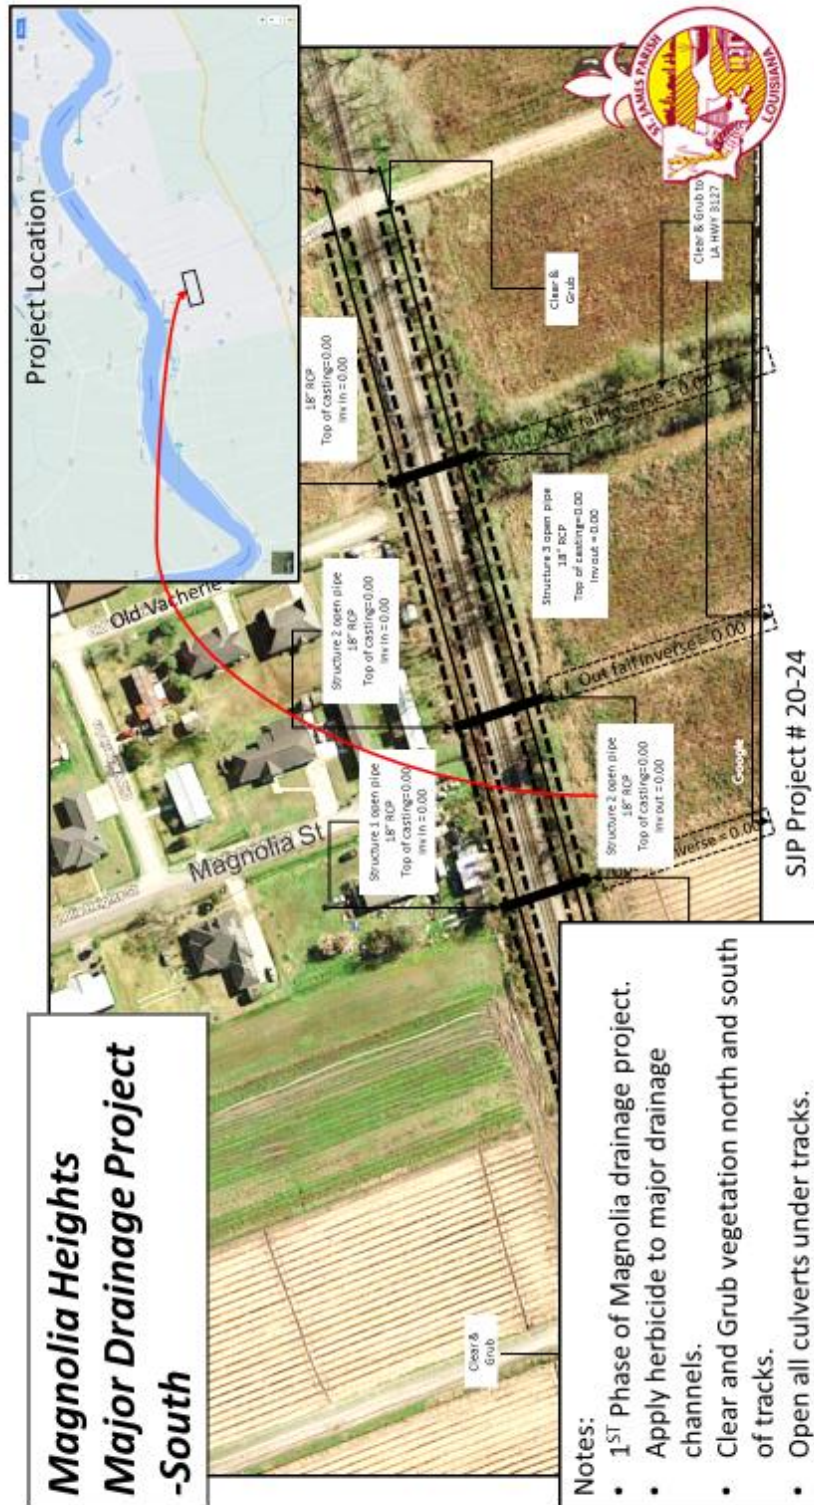 Magnolia Heights
Major Drainage Project
-South
Project Location
Old Vacherie
Magnolia St
18" RCP
Top of casting=0.00
Inv in = 0.00
Structure 2 open pipe
18" RCP
Top of casting=0.00
Inv in = 0.00
Structure 1 open pipe
18" RCP
Top of casting=0.00
Inv in = 0.00
Clear &
Grub
Structure 3 open pipe
18" RCP
Top of casting=0.00
Inv out = 0.00
Structure 2 open pipe
18" RCP
Top of casting=0.00
Inv out = 0.00
Clear & Grub to
LA HWY 3127
Out fall Inverse = 0.00
Out fall Inverse = 0.00
verse = 0.00
Clear &
Grub
Google
ST. JAMES PARISH
LOUISIANA
Notes:
• 1ST Phase of Magnolia drainage project.
• Apply herbicide to major drainage
channels.
• Clear and Grub vegetation north and south
of tracks.
• Open all culverts under tracks.
SJP Project # 20-24